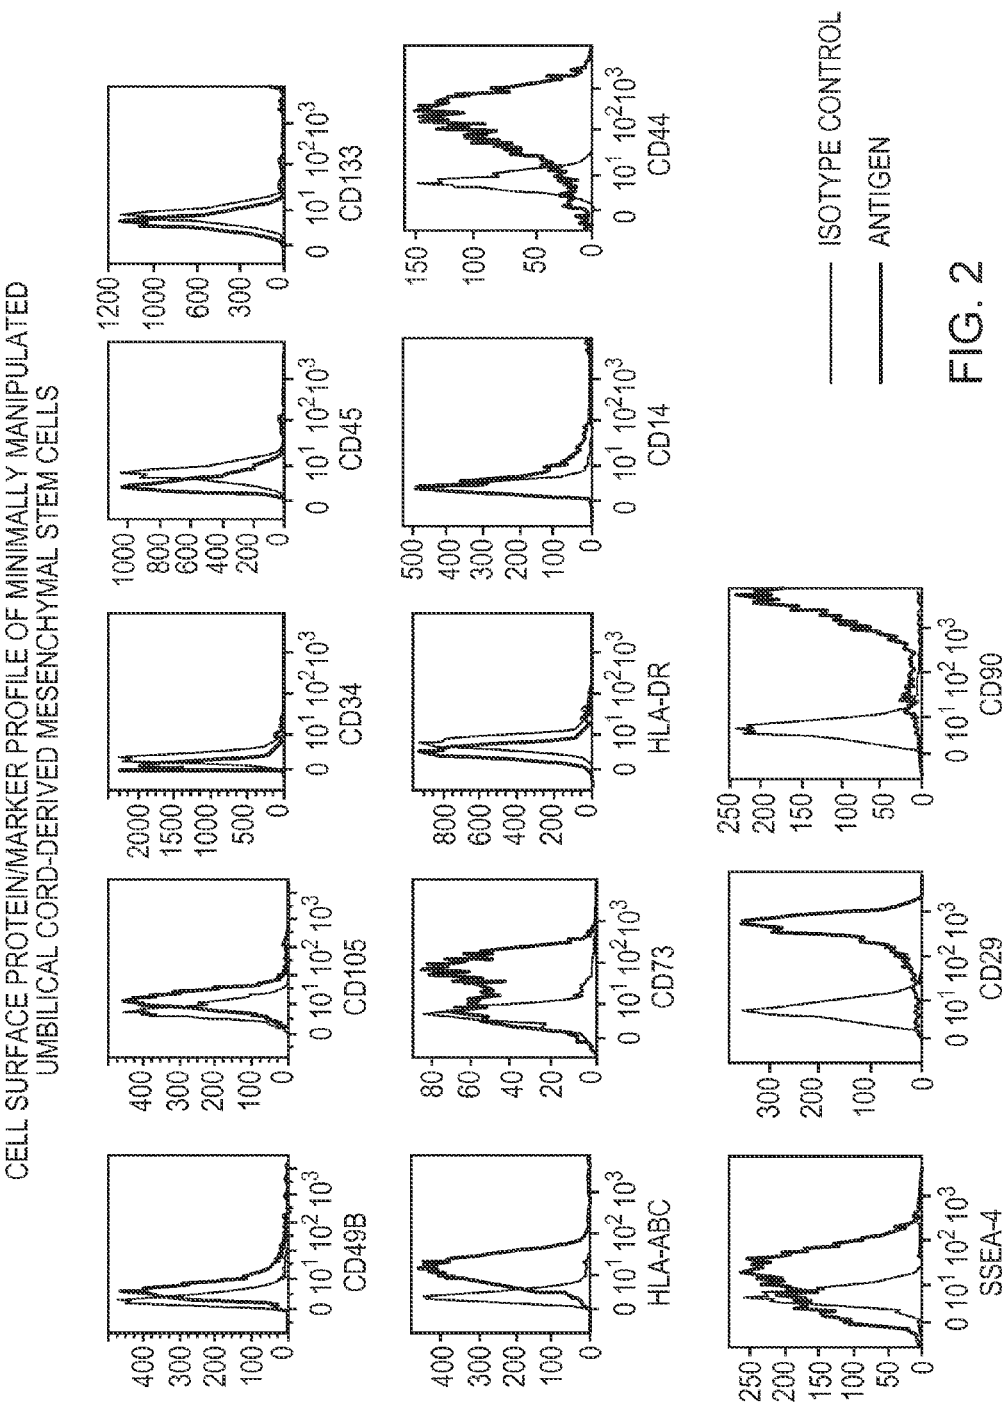 CELL SURFACE PROTEIN/MARKER PROFILE OF MINIMALLY MANIPULATED
UMBILICAL CORD-DERIVED MESENCHYMAL STEM CELLS
400
300
200
100
0
0 10¹ 10² 10³
CD49B
400
300
200
100
0
0 10¹ 10² 10³
CD105
2000
1500
1000
500
0
0 10¹ 10² 10³
CD34
1000
800
600
400
200
0
0 10¹ 10² 10³
CD45
1200
1000
600
300
0
0 10¹ 10² 10³
CD133
400
300
200
100
0
0 10¹ 10² 10³
HLA-ABC
80
60
40
20
0
0 10¹ 10² 10³
CD73
800
600
400
200
0
0 10¹ 10² 10³
HLA-DR
500
400
300
200
100
0
0 10¹ 10² 10³
CD14
150
100
50
0
0 10¹ 10² 10³
CD44
250
200
150
100
50
0
0 10¹ 10² 10³
SSEA-4
300
200
100
0
0 10¹ 10² 10³
CD29
250
200
150
100
50
0
0 10¹ 10² 10³
CD90
ISOTYPE CONTROL
ANTIGEN
FIG. 2